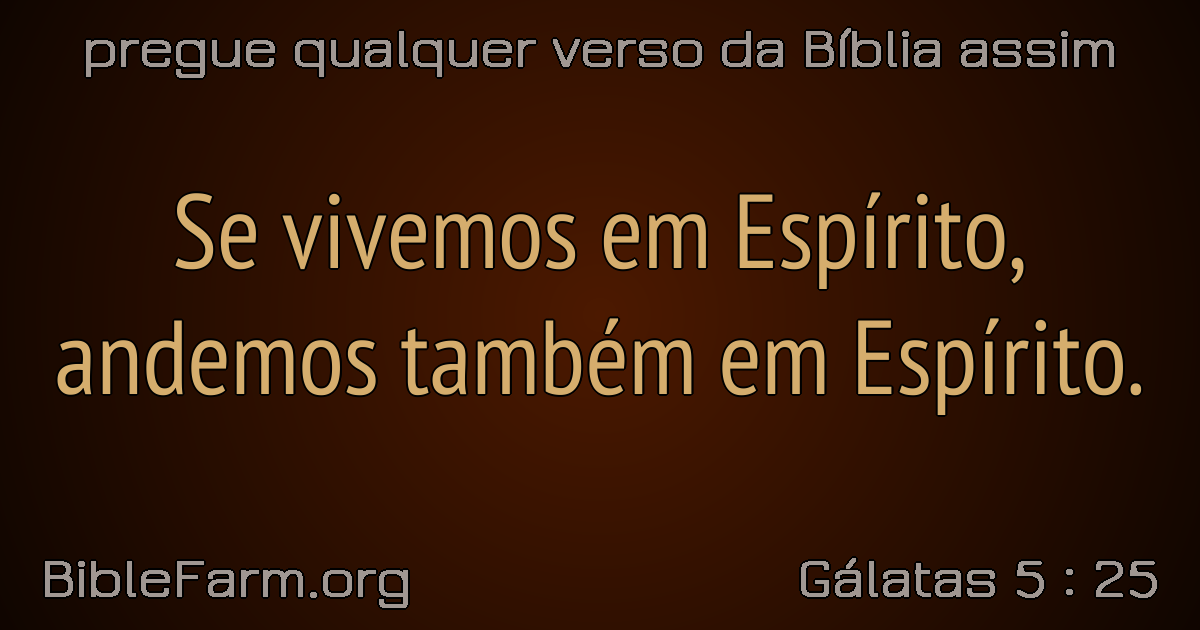 pregue qualquer verso da Bíblia assim
Se vivemos em Espírito,
andemos também em Espírito.
BibleFarm.org
Gálatas 5 : 25